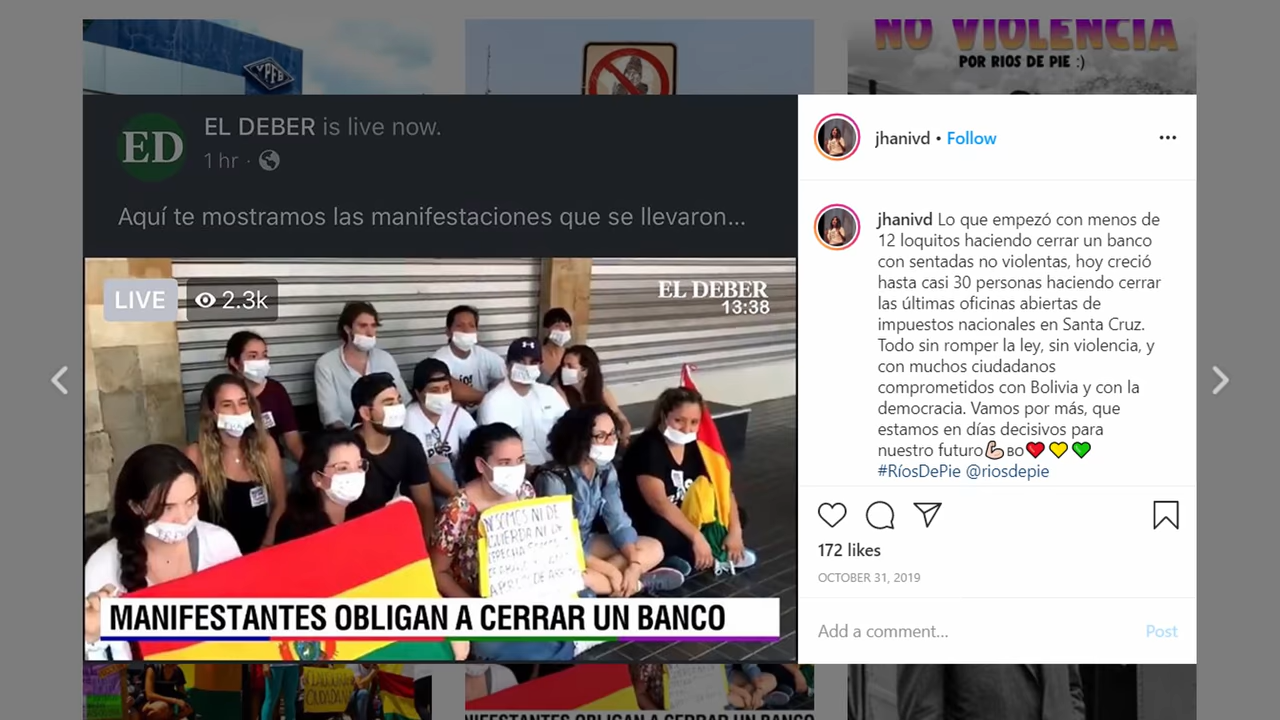 YPFB
NO VIOLENCIA
POR RIOS DE PIE :)
ED
EL DEBER is live now.
1 hr ·
Aquí te mostramos las manifestaciones que se llevaron...
LIVE
2.3k
EL DEBER
13:38
MANIFESTANTES OBLIGAN A CERRAR UN BANCO
jhanivd • Follow
jhanivd Lo que empezó con menos de
12 loquitos haciendo cerrar un banco
con sentadas no violentas, hoy creció
hasta casi 30 personas haciendo cerrar
las últimas oficinas abiertas de
impuestos nacionales en Santa Cruz.
Todo sin romper la ley, sin violencia, y
con muchos ciudadanos
comprometidos con Bolivia y con la
democracia. Vamos por más, que
estamos en días decisivos para
nuestro futuro💪🏻🇧🇴❤️💛💚
#RíosDePie @riosdepie
172 likes
OCTOBER 31, 2019
Add a comment...
Post
MANIFESTANTES OBLIGAN A CERRAR UN BANCO